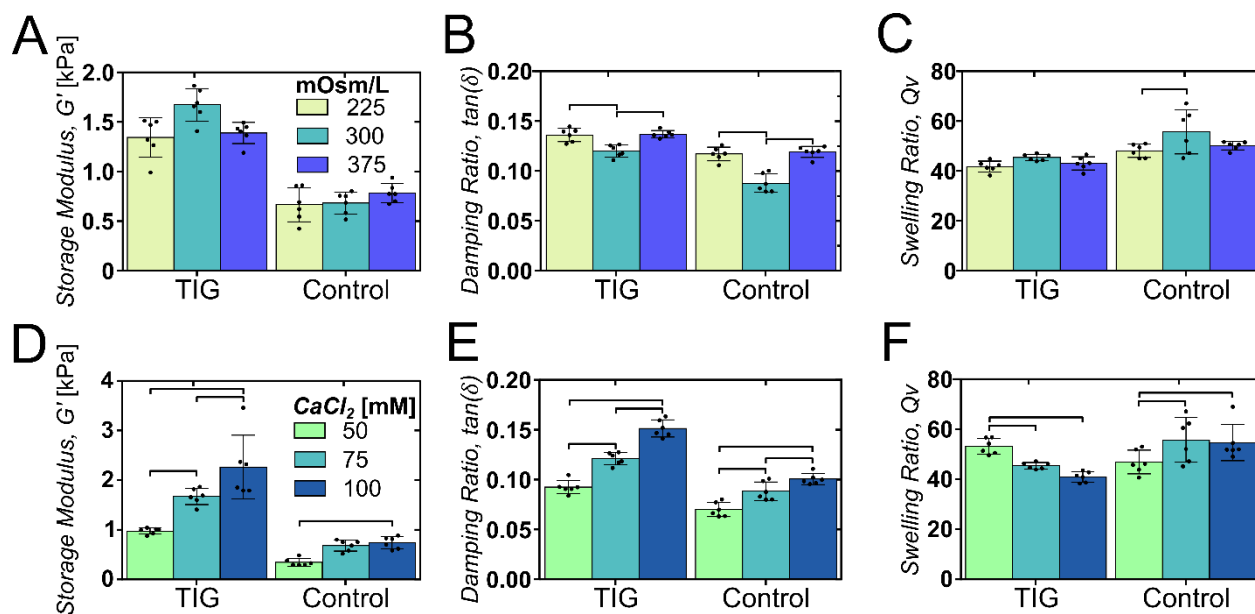 A
Storage Modulus, G' [kPa]
2.0
1.5
1.0
0.5
0
mOsm/L
225
300
375
TIG
Control
B
Damping Ratio, tan(δ)
0.20
0.15
0.10
0.05
0.00
TIG
Control
C
Swelling Ratio, Qv
80
60
40
20
0
TIG
Control
D
Storage Modulus, G' [kPa]
4
3
2
1
0
CaCl₂ [mM]
50
75
100
TIG
Control
E
Damping Ratio, tan(δ)
0.20
0.15
0.10
0.05
0.00
TIG
Control
F
Swelling Ratio, Qv
80
60
40
20
0
TIG
Control